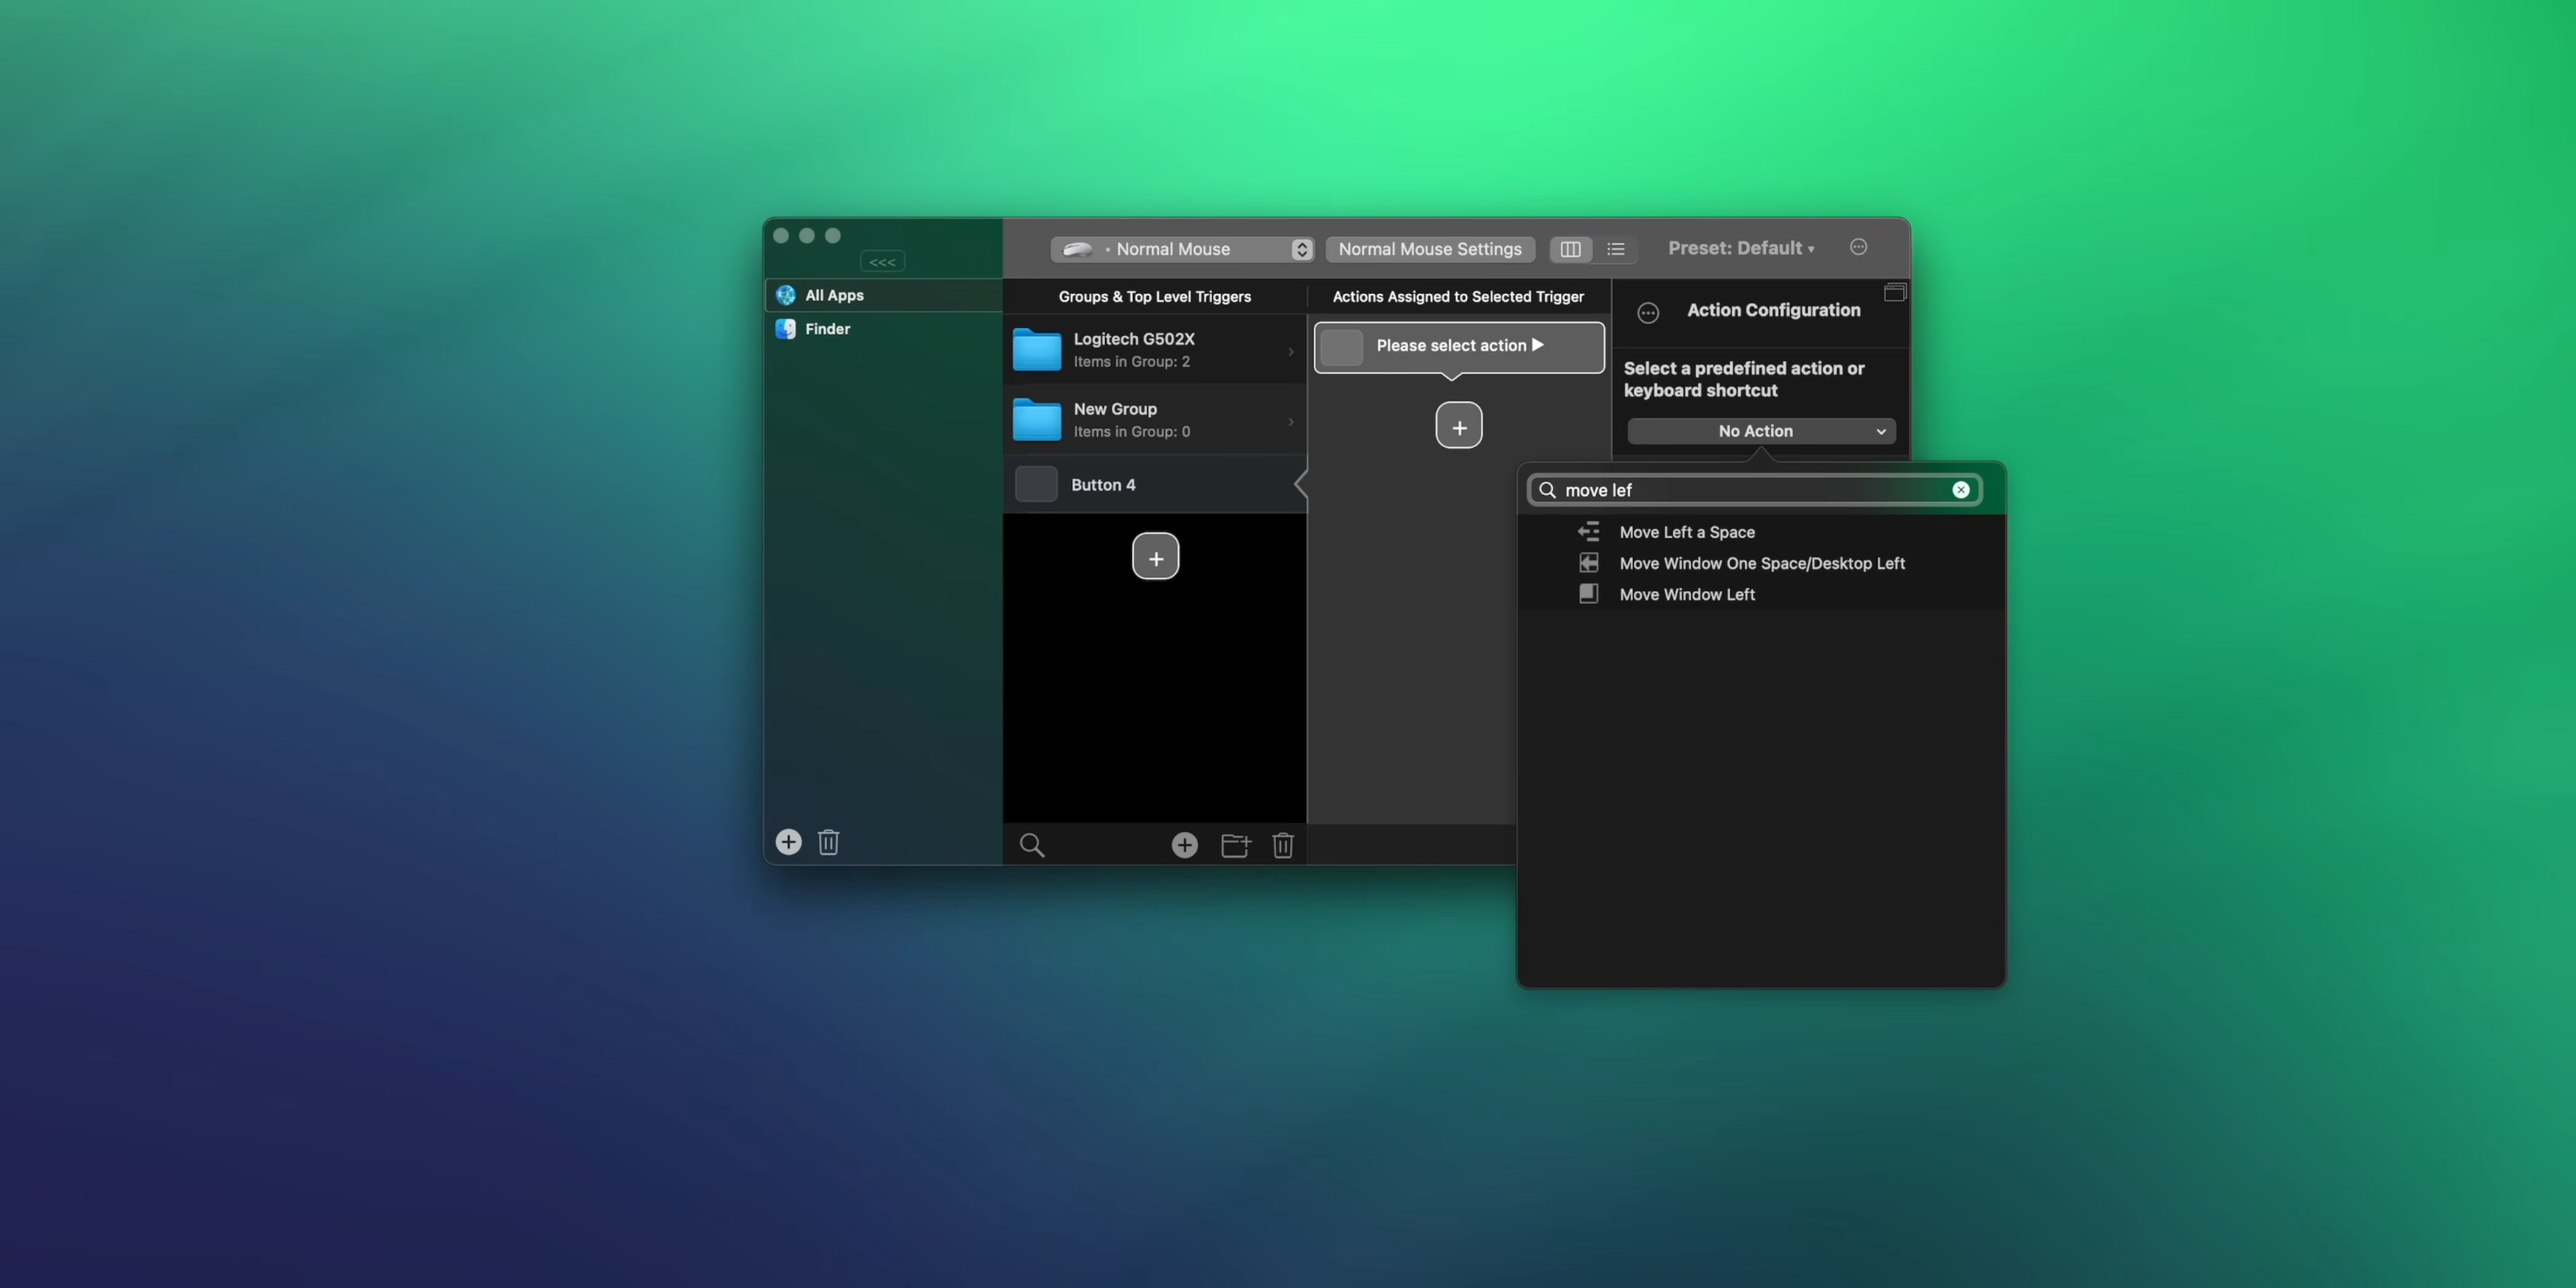 <<<
Normal Mouse
Normal Mouse Settings
Preset: Default
All Apps
Finder
Groups & Top Level Triggers
Logitech G502X
Items in Group: 2
New Group
Items in Group: 0
Button 4
Actions Assigned to Selected Trigger
Please select action
Action Configuration
Select a predefined action or
keyboard shortcut
No Action
move lef
Move Left a Space
Move Window One Space/Desktop Left
Move Window Left